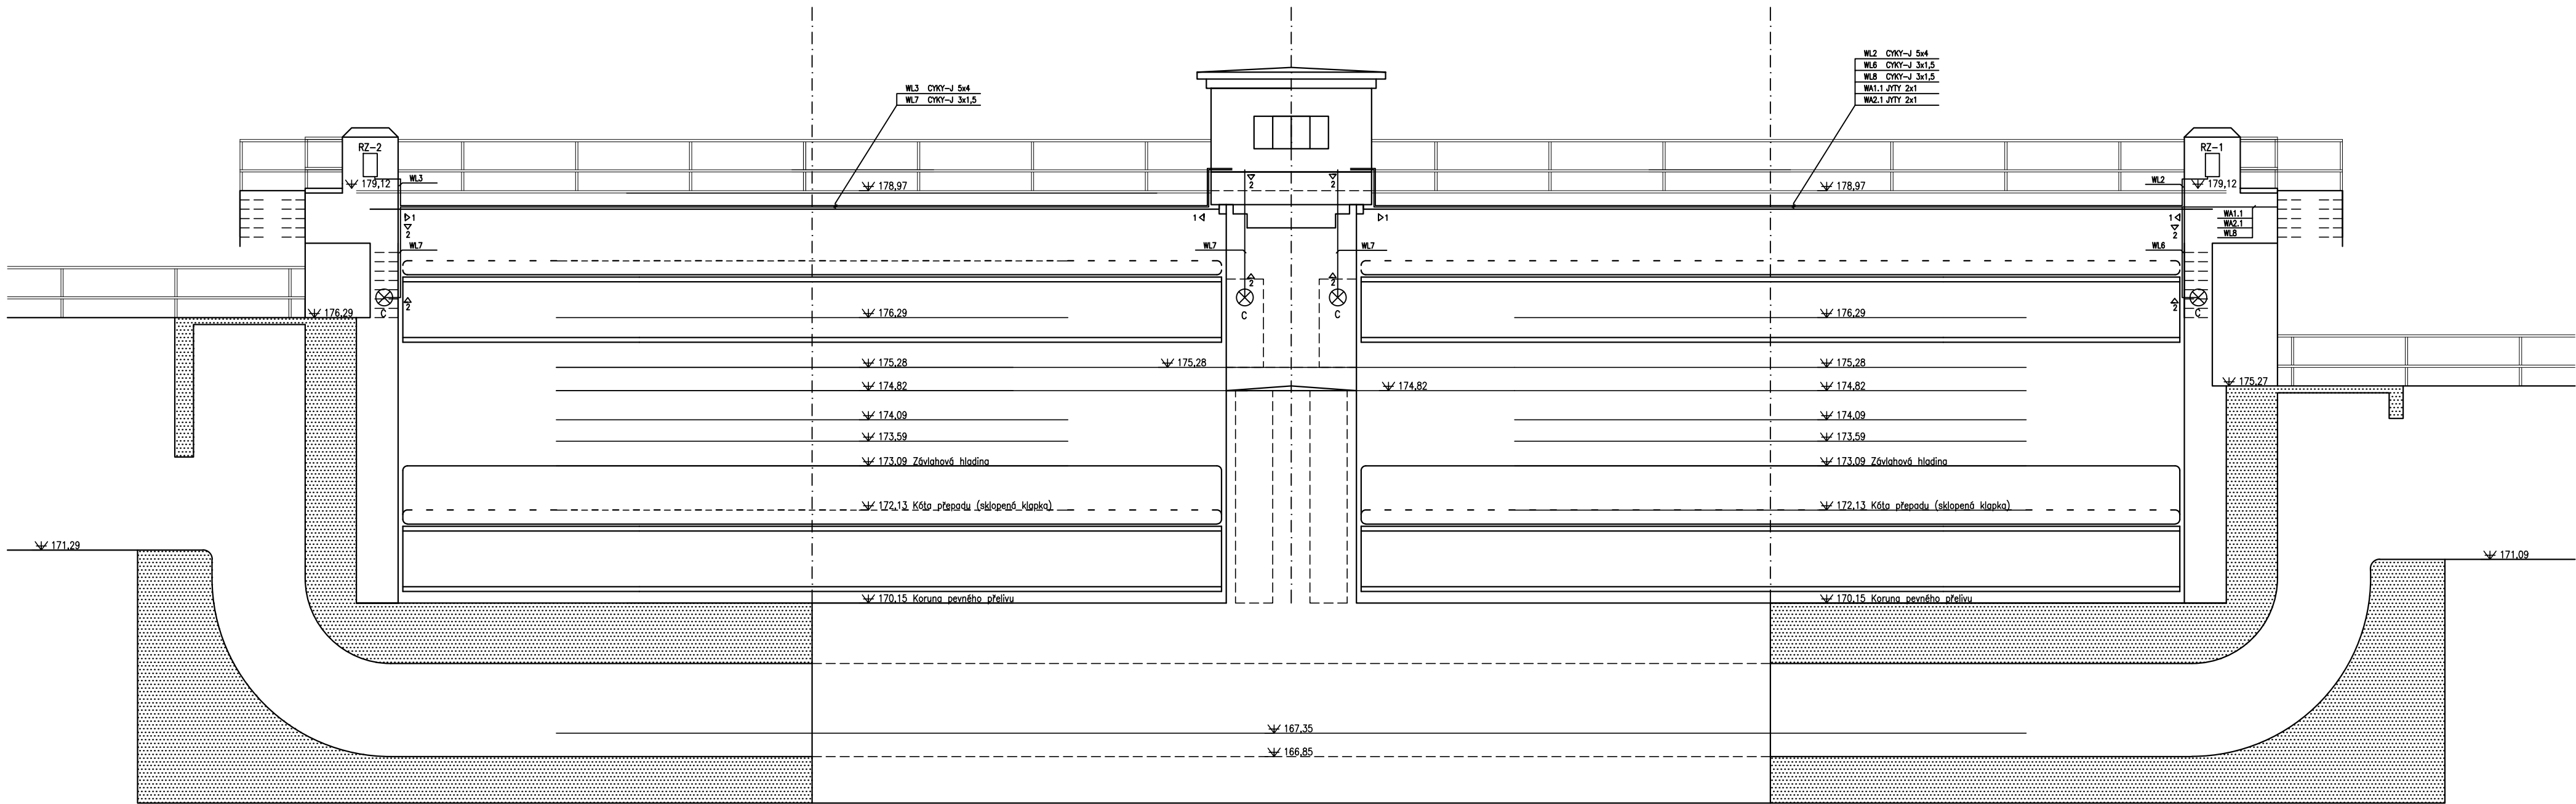 WL2 CYKY-J 5x4
WL6 CYKY-J 3x1,5
WL8 CYKY-J 3x1,5
WA1.1 JYTY 2x1
WA2.1 JYTY 2x1
WL3 CYKY-J 5x4
WL7 CYKY-J 3x1,5
RZ-2
RZ-1
WL3
2
2
WL2
179,12
178,97
178,97
179,12
1
1
1
1
WA1.1
2
2
WA2.1
WL8
WL7
WL7
WL7
WL6
2
2
2
2
C
C
C
C
176,29
176,29
176,29
175,28
175,28
175,28
174,82
174,82
174,82
175,27
174,09
174,09
173,59
173,59
173,09 Závlahová hladina
173,09 Závlahová hladina
172,13 Kóta přepadu (sklopená klapka)
172,13 Kóta přepadu (sklopená klapka)
171,29
171,09
170,15 Koruna pevného přelivu
170,15 Koruna pevného přelivu
167,35
166,85